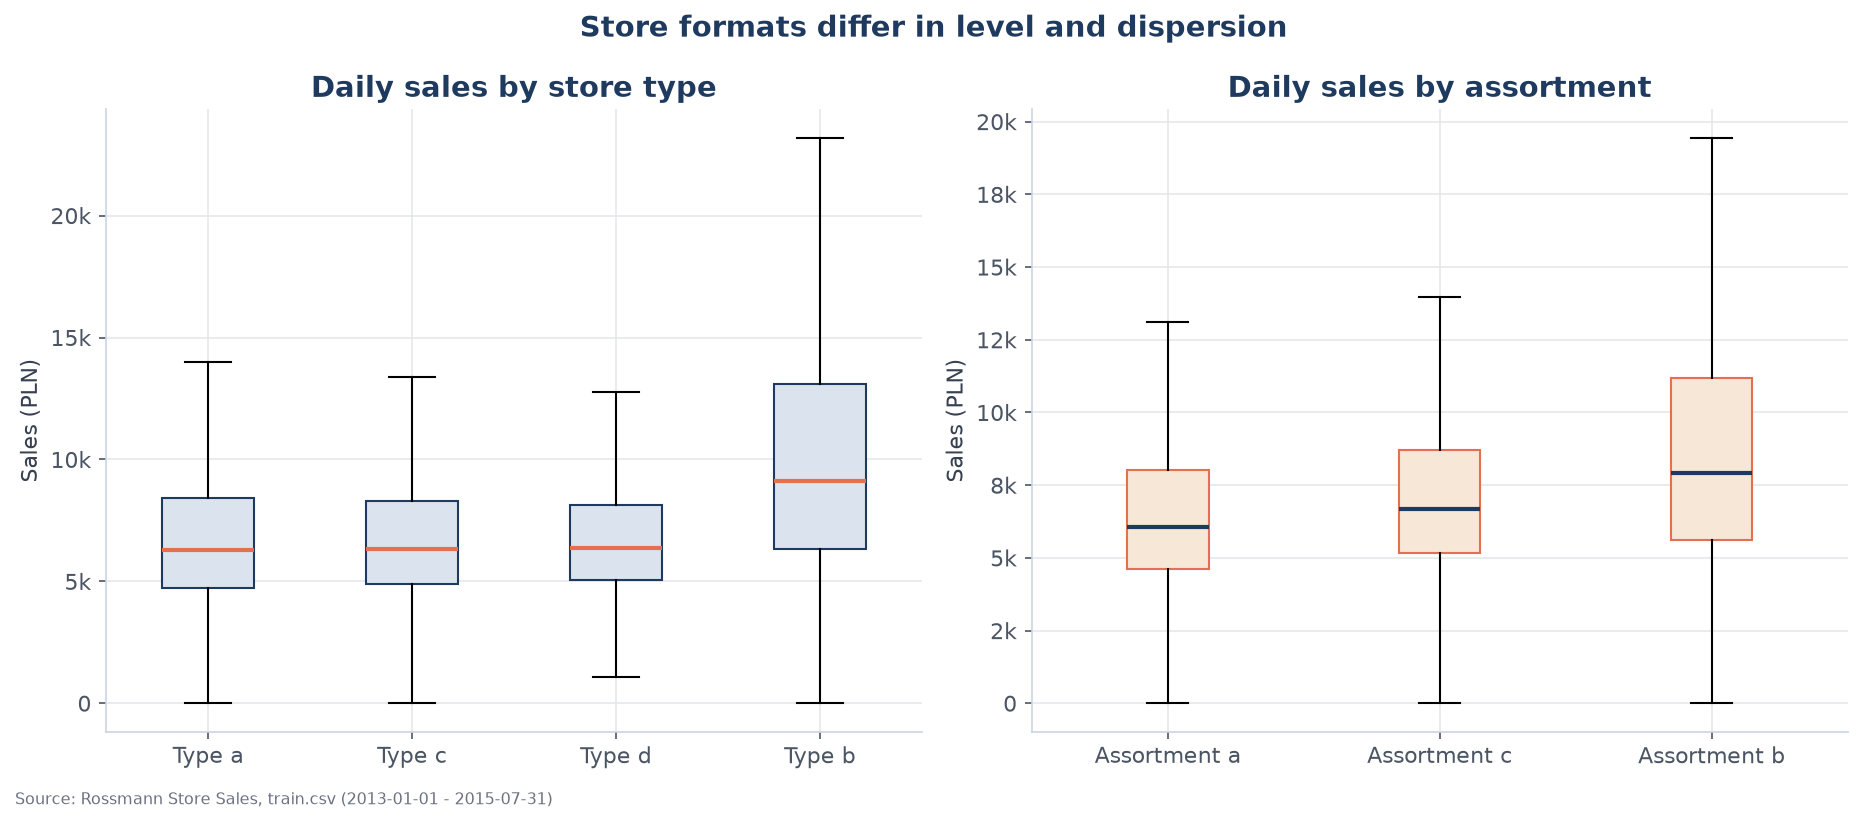 Store formats differ in level and dispersion
Daily sales by store type
Sales (PLN)
20k
15k
10k
5k
0
Type a
Type c
Type d
Type b
Daily sales by assortment
Sales (PLN)
20k
18k
15k
12k
10k
8k
5k
2k
0
Assortment a
Assortment c
Assortment b
Source: Rossmann Store Sales, train.csv (2013-01-01 - 2015-07-31)